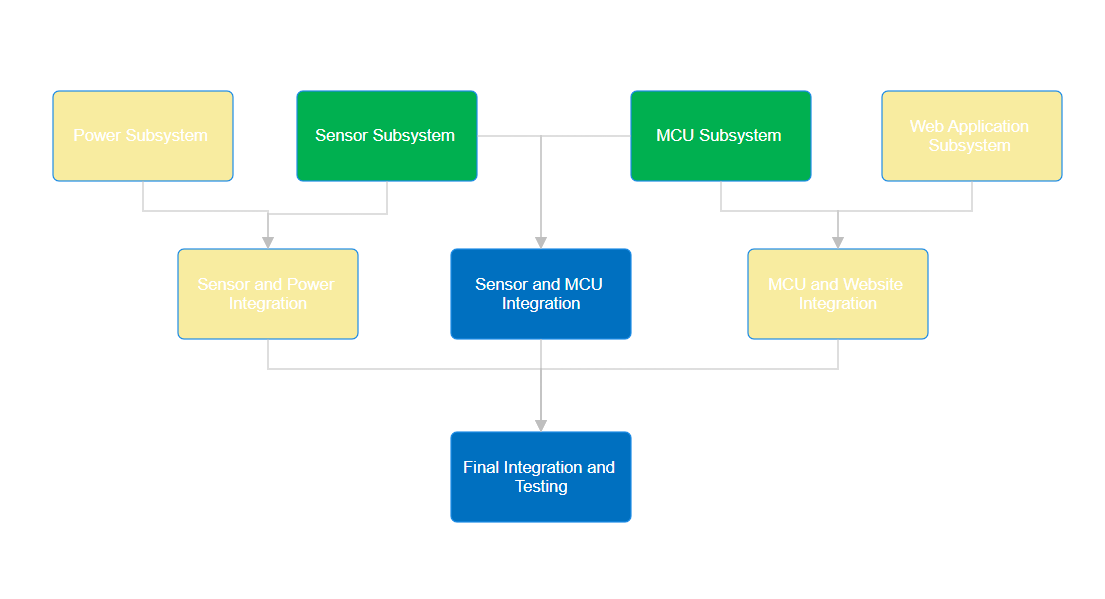 Power Subsystem
Sensor Subsystem
MCU Subsystem
Web Application
Subsystem
Sensor and Power
Integration
Sensor and MCU
Integration
MCU and Website
Integration
Final Integration and
Testing